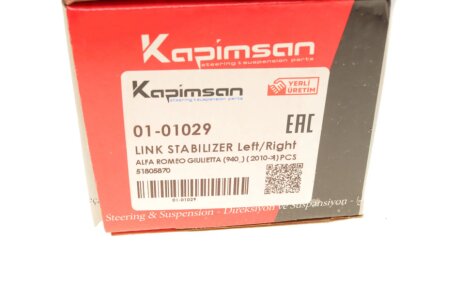 Kapimsan
steering & suspension parts
Kapimsan
steering & suspension parts
YERLİ
ÜRETİM
01-01029
EAC
LINK STABILIZER Left/Right
ALFA ROMEO GIULIETTA (940_) ( 2010-
PCS
51805870
01-01029
Steering & Suspension - Direksiyon ve Süspansiyon -